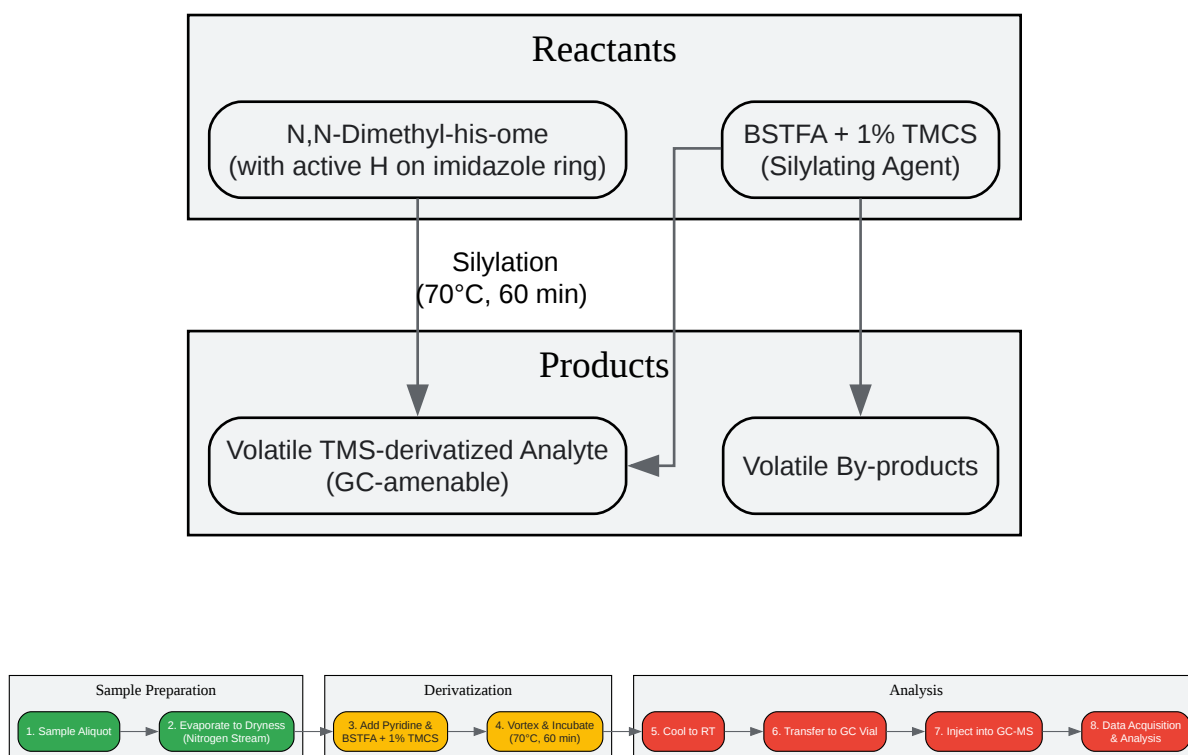 Reactants
N,N-Dimethyl-his-ome
(with active H on imidazole ring)
BSTFA + 1% TMCS
(Silylating Agent)
Silylation
(70°C, 60 min)
Products
Volatile TMS-derivatized Analyte
(GC-amenable)
Volatile By-products
Sample Preparation
1. Sample Aliquot
2. Evaporate to Dryness
(Nitrogen Stream)
Derivatization
3. Add Pyridine &
BSTFA + 1% TMCS
4. Vortex & Incubate
(70°C, 60 min)
Analysis
5. Cool to RT
6. Transfer to GC Vial
7. Inject into GC-MS
8. Data Acquisition
& Analysis